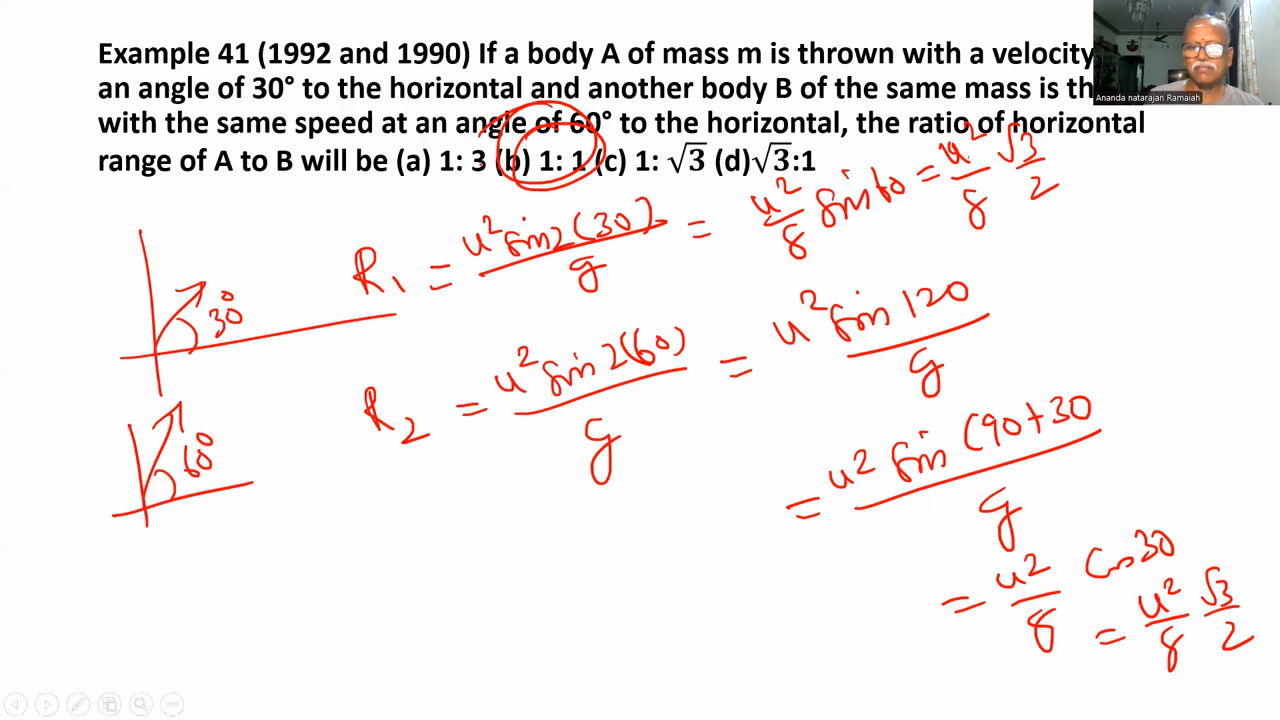 Example 41 (1992 and 1990) If a body A of mass m is thrown with a velocity
an angle of 30° to the horizontal and another body B of the same mass is th
with the same speed at an angle of 60° to the horizontal, the ratio of horizontal
range of A to B will be (a) 1: 3 (b) 1: 1 (c) 1: √3 (d)√3:1
Ananda natarajan Ramaiah
R₁ = u² sin 2(30) / g = u²/g sin 60 = u²/g √3/2
30°
R₂ = u² sin 2(60) / g = u² sin 120 / g
60°
= u² sin (90+30 / g
= u²/g cos 30
= u²/g √3/2